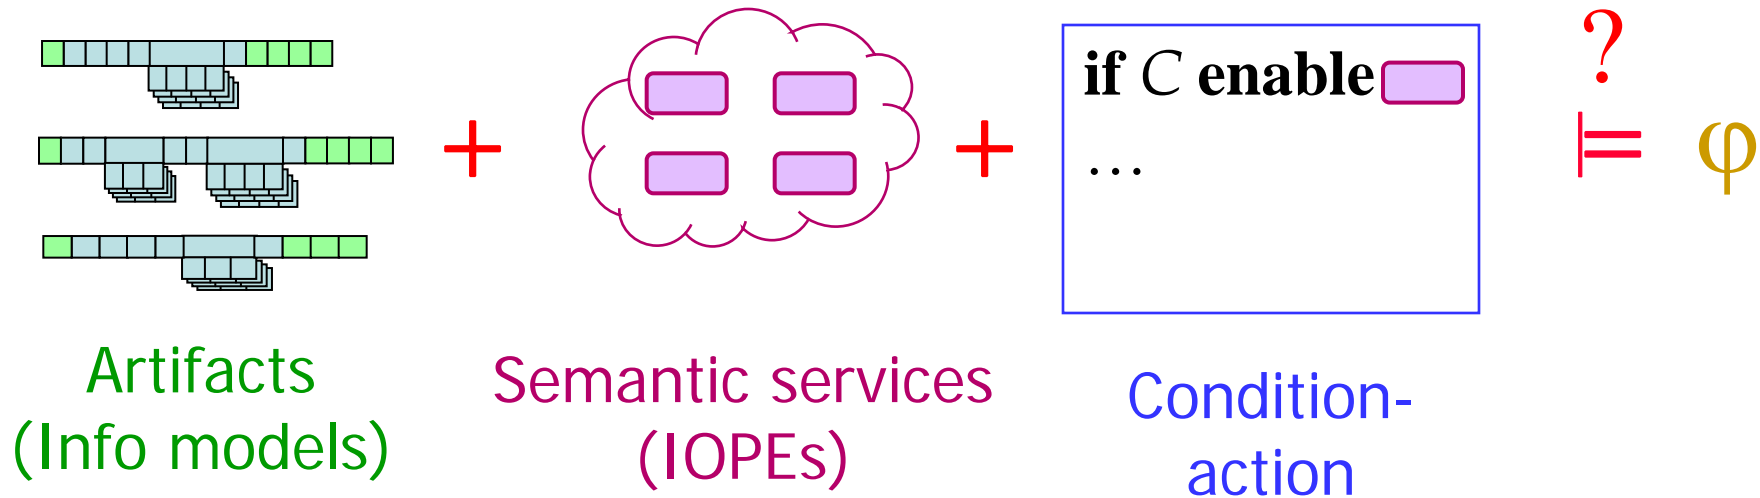 + + if C enable ? ⊨ φ
…
Artifacts
(Info models)
Semantic services
(IOPEs)
Condition-
action